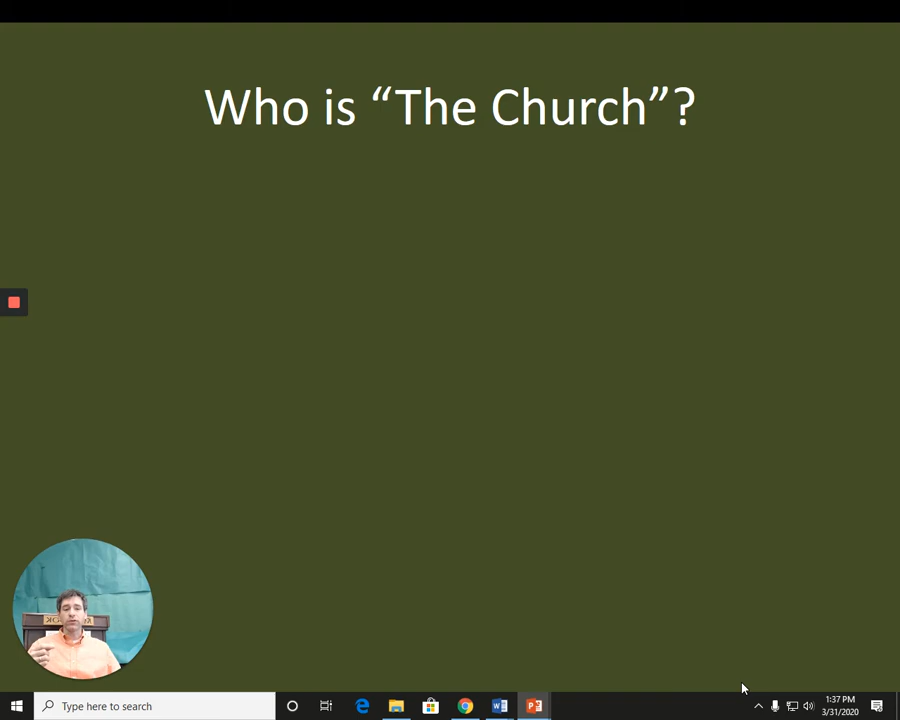 Who is “The Church”?
Type here to search
1:37 PM
3/31/2020